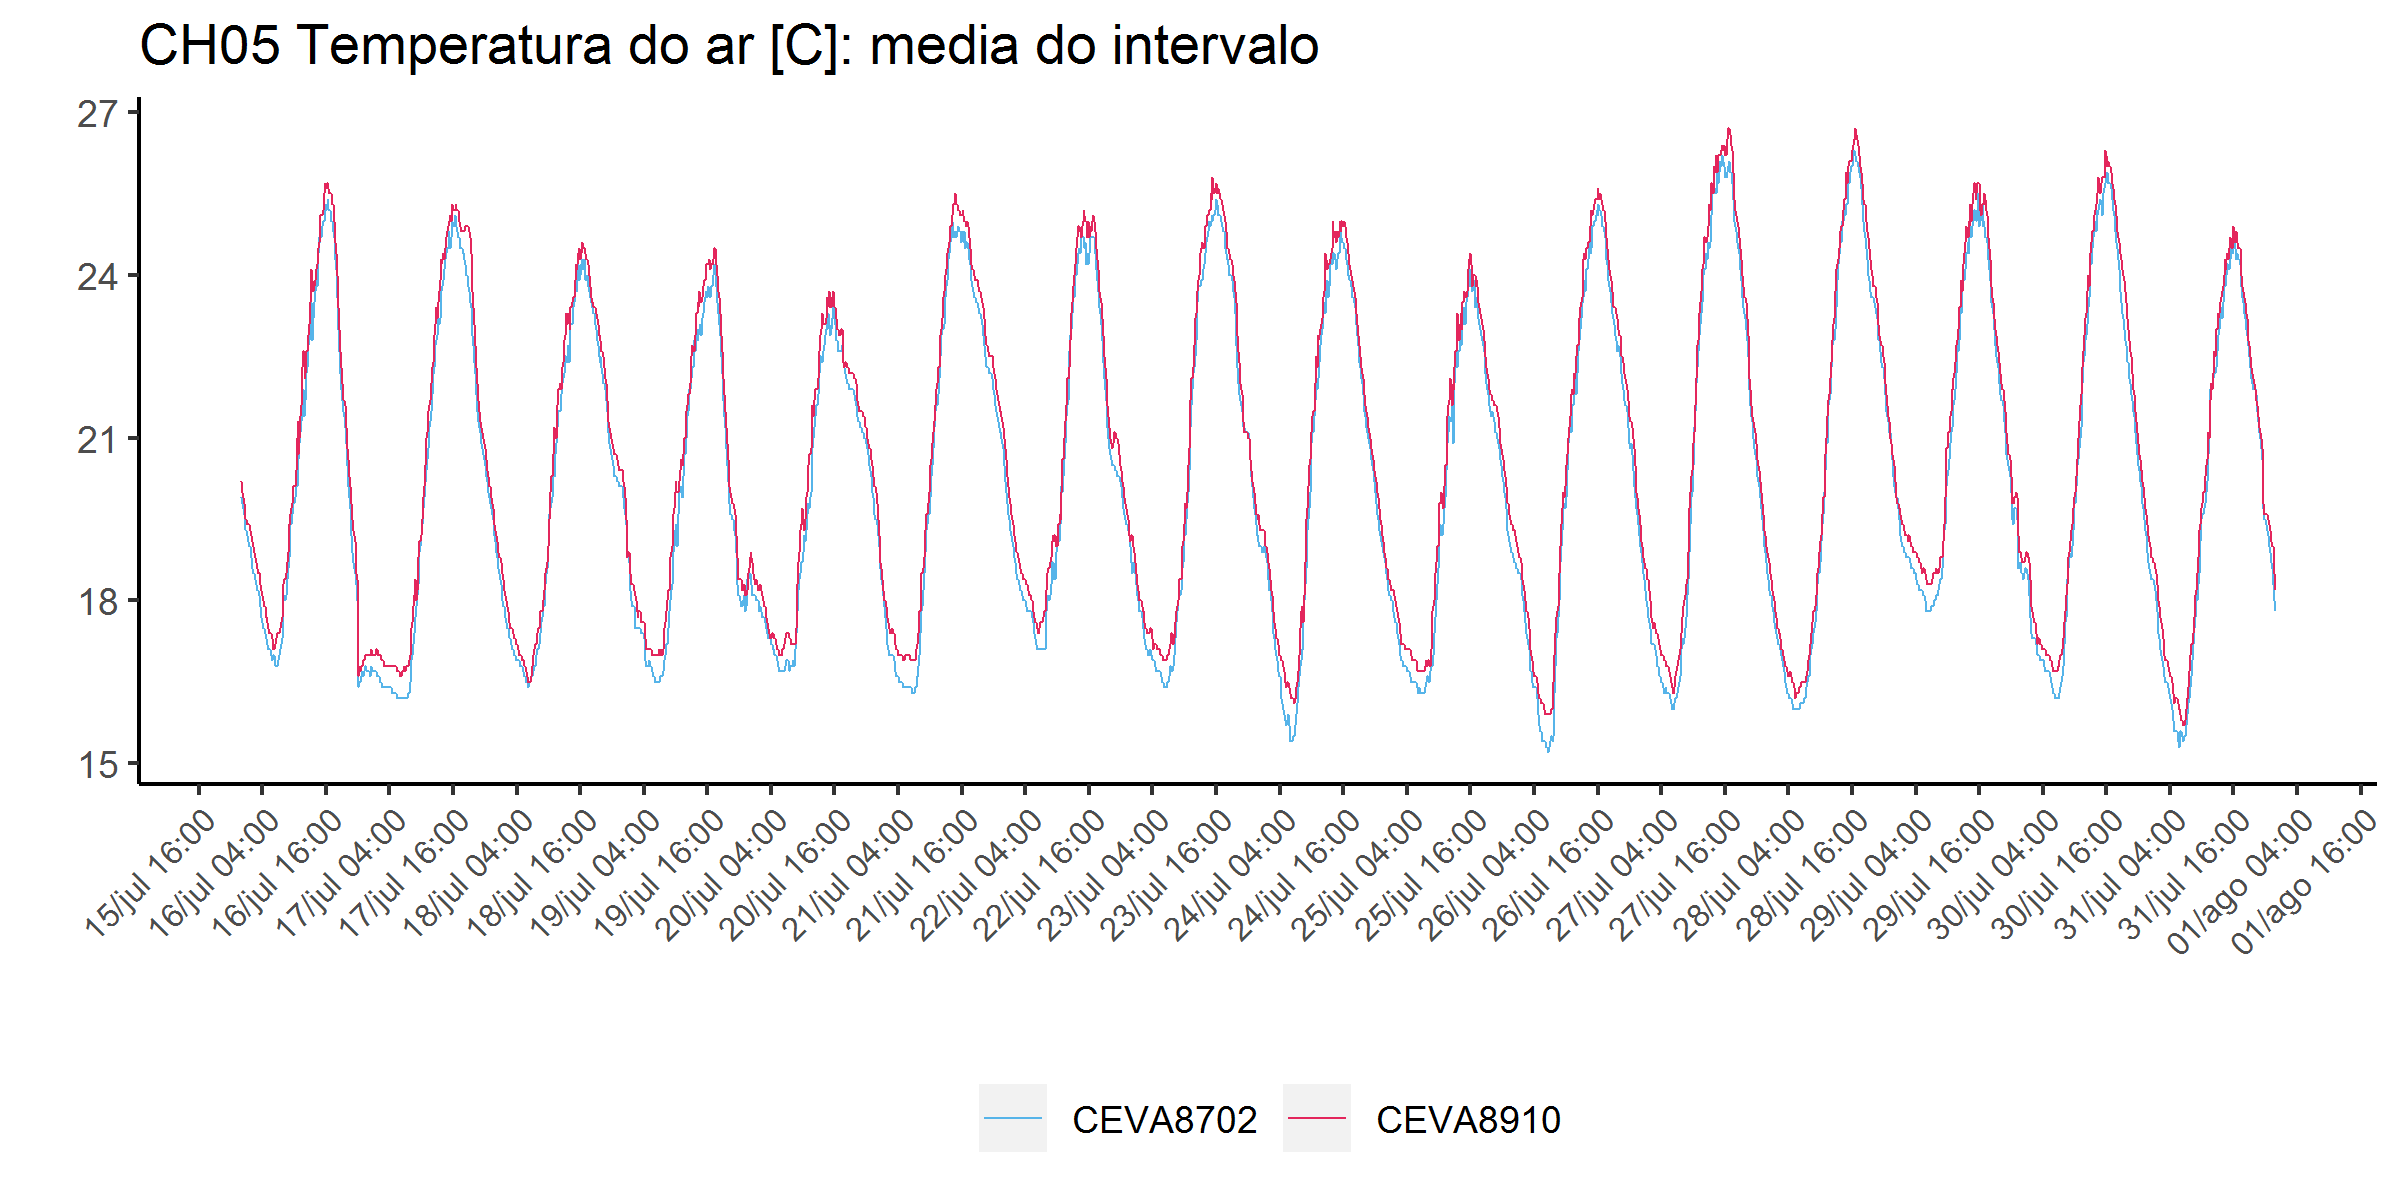 CH05 Temperatura do ar [C]: media do intervalo
27
24
21
18
15
15/jul 16:00
16/jul 04:00
16/jul 16:00
17/jul 04:00
17/jul 16:00
18/jul 04:00
18/jul 16:00
19/jul 04:00
19/jul 16:00
20/jul 04:00
20/jul 16:00
21/jul 04:00
21/jul 16:00
22/jul 04:00
22/jul 16:00
23/jul 04:00
23/jul 16:00
24/jul 04:00
24/jul 16:00
25/jul 04:00
25/jul 16:00
26/jul 04:00
26/jul 16:00
27/jul 04:00
27/jul 16:00
28/jul 04:00
28/jul 16:00
29/jul 04:00
29/jul 16:00
30/jul 04:00
30/jul 16:00
31/jul 04:00
31/jul 16:00
01/ago 04:00
01/ago 16:00
CEVA8702 CEVA8910